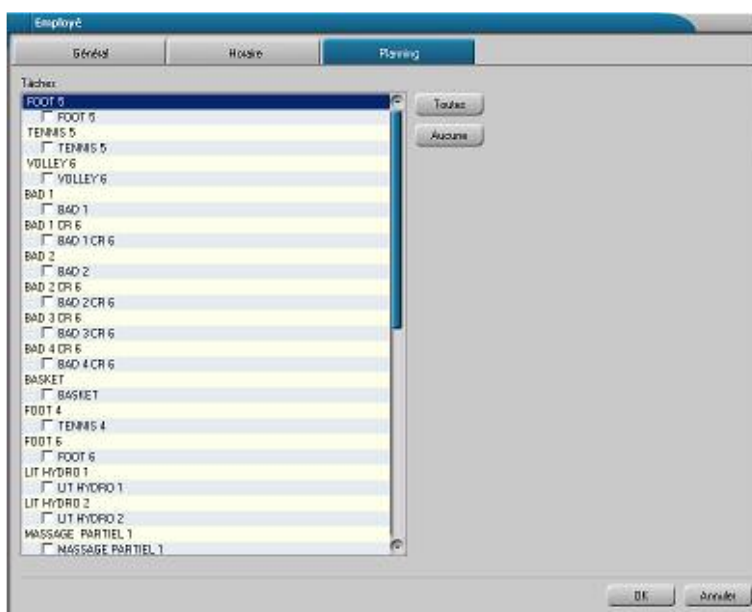 Employé
Général Horaire Planning
Tâches
FOOT 5
FOOT 5
TENNIS 5
TENNIS 5
VOLLEY 6
VOLLEY 6
BAD 1
BAD 1
BAD 1 CR 6
BAD 1 CR 6
BAD 2
BAD 2
BAD 2 CR 6
BAD 2 CR 6
BAD 3 CR 6
BAD 3 CR 6
BAD 4 CR 6
BAD 4 CR 6
BASKET
BASKET
FOOT 4
TENNIS 4
FOOT 6
FOOT 6
LIT HYDRO 1
LIT HYDRO 1
LIT HYDRO 2
LIT HYDRO 2
MASSAGE PARTIEL 1
MASSAGE PARTIEL 1
Toutes
Aucune
OK Annuler